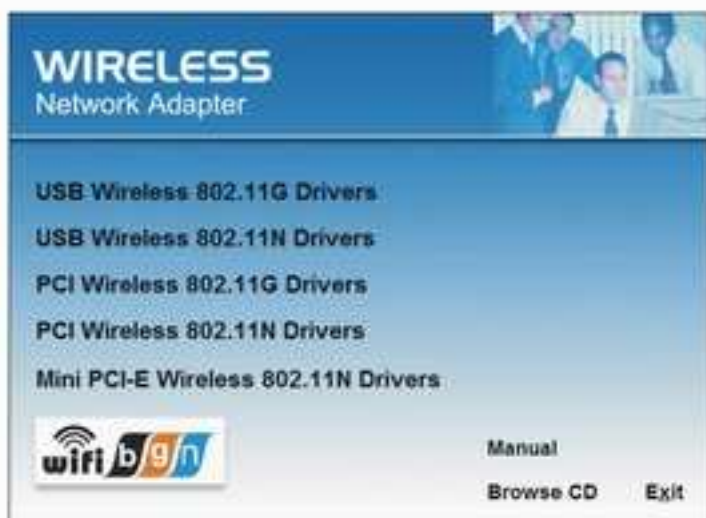 WIRELESS
Network Adapter
USB Wireless 802.11G Drivers
USB Wireless 802.11N Drivers
PCI Wireless 802.11G Drivers
PCI Wireless 802.11N Drivers
Mini PCI-E Wireless 802.11N Drivers
wifi b/g/n
Manual
Browse CD Exit